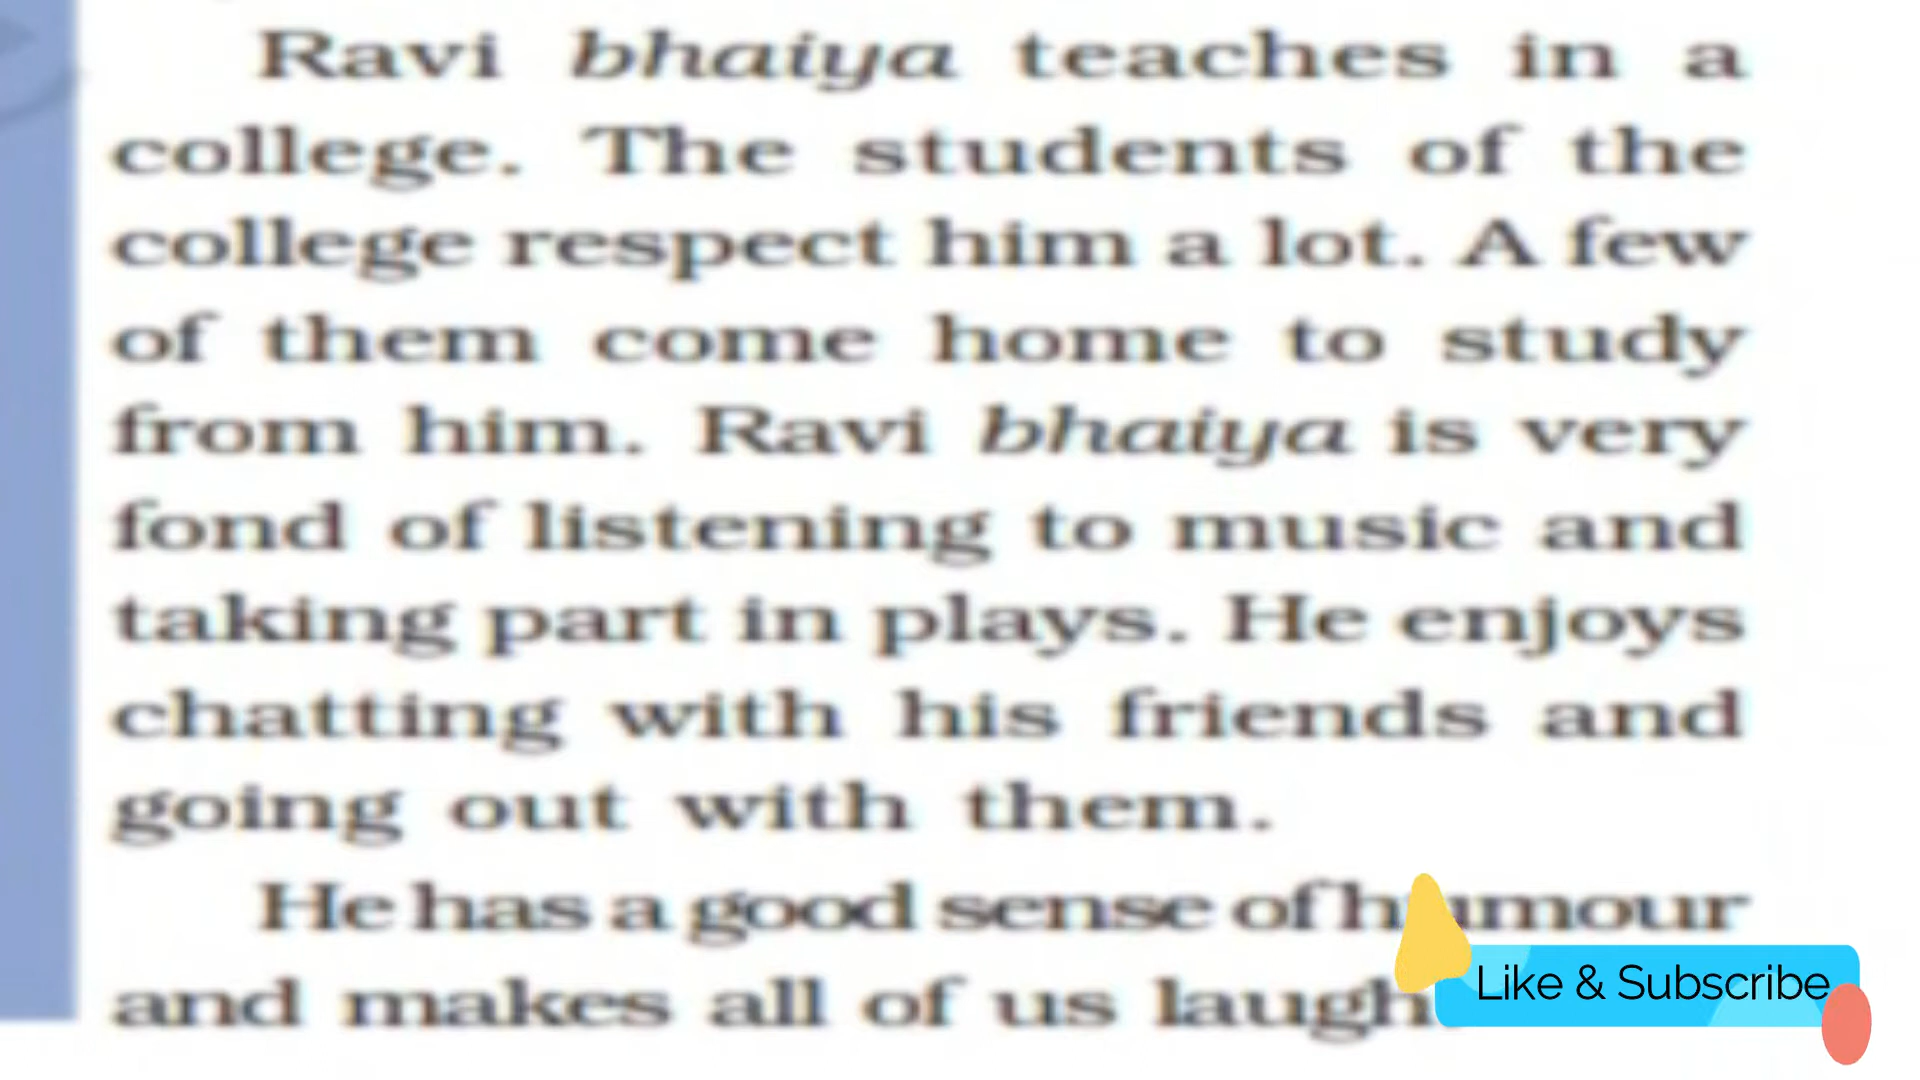 Ravi bhaiya teaches in a
college. The students of the
college respect him a lot. A few
of them come home to study
from him. Ravi bhaiya is very
fond of listening to music and
taking part in plays. He enjoys
chatting with his friends and
going out with them.
He has a good sense of humour
and makes all of us laugh.
Like & Subscribe